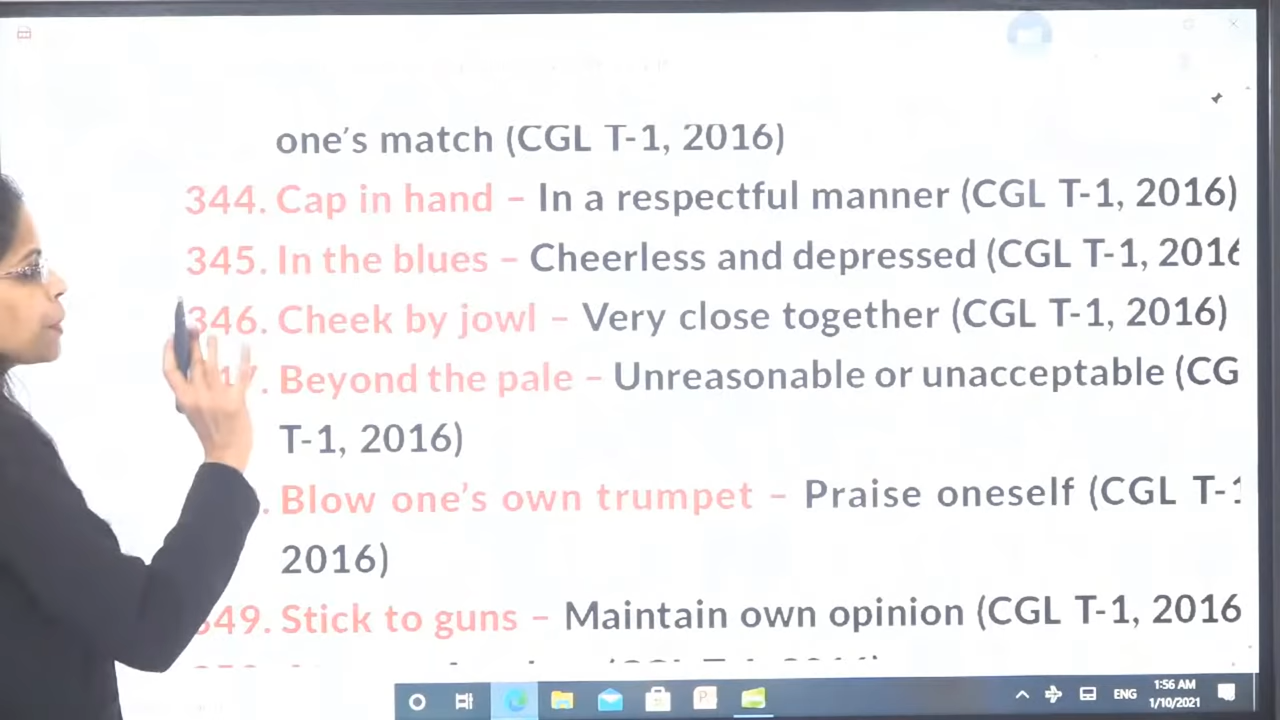 one's match (CGL T-1, 2016)
344. Cap in hand – In a respectful manner (CGL T-1, 2016)
345. In the blues – Cheerless and depressed (CGL T-1, 2016
346. Cheek by jowl – Very close together (CGL T-1, 2016)
Beyond the pale – Unreasonable or unacceptable (CG
T-1, 2016)
. Blow one's own trumpet – Praise oneself (CGL T-1
2016)
349. Stick to guns – Maintain own opinion (CGL T-1, 2016
ENG
1:56 AM
1/10/2021